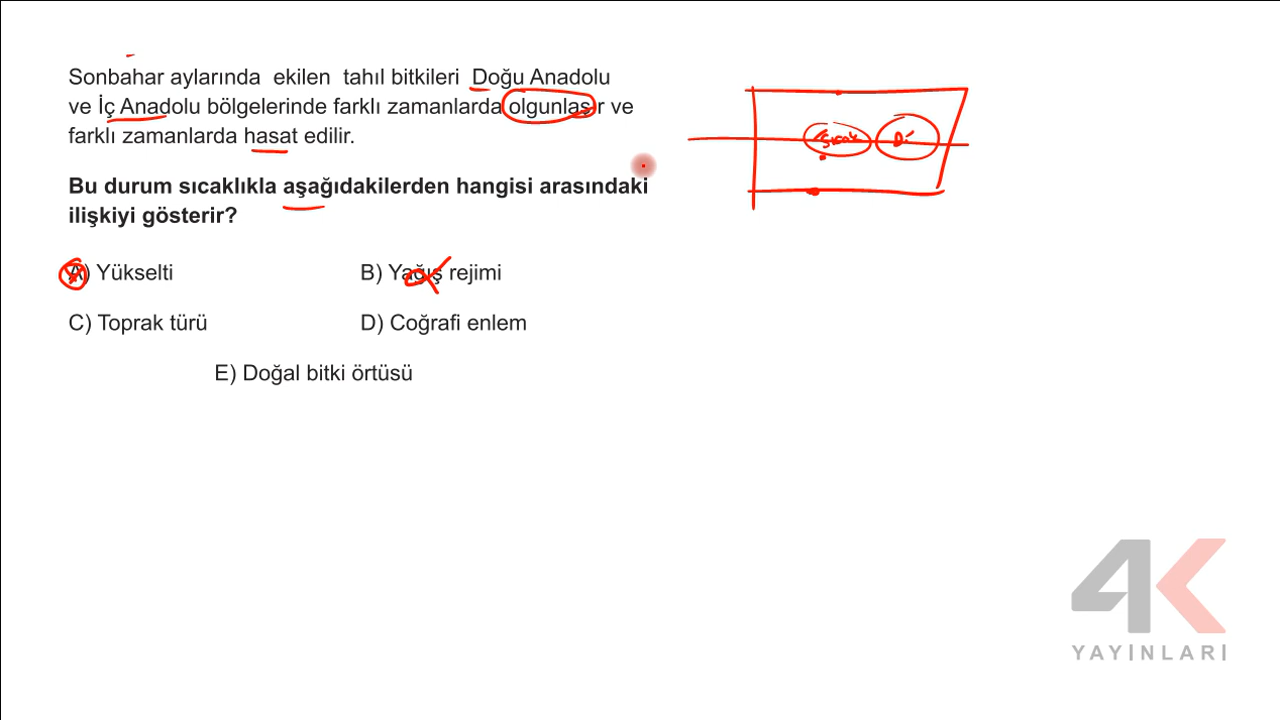 Sonbahar aylarında ekilen tahıl bitkileri Doğu Anadolu
ve İç Anadolu bölgelerinde farklı zamanlarda olgunlaşır ve
farklı zamanlarda hasat edilir.
Bu durum sıcaklıkla aşağıdakilerden hangisi arasındaki
ilişkiyi gösterir?
A) Yükselti
B) Yağış rejimi
C) Toprak türü
D) Coğrafi enlem
E) Doğal bitki örtüsü
4K
YAYINLARI